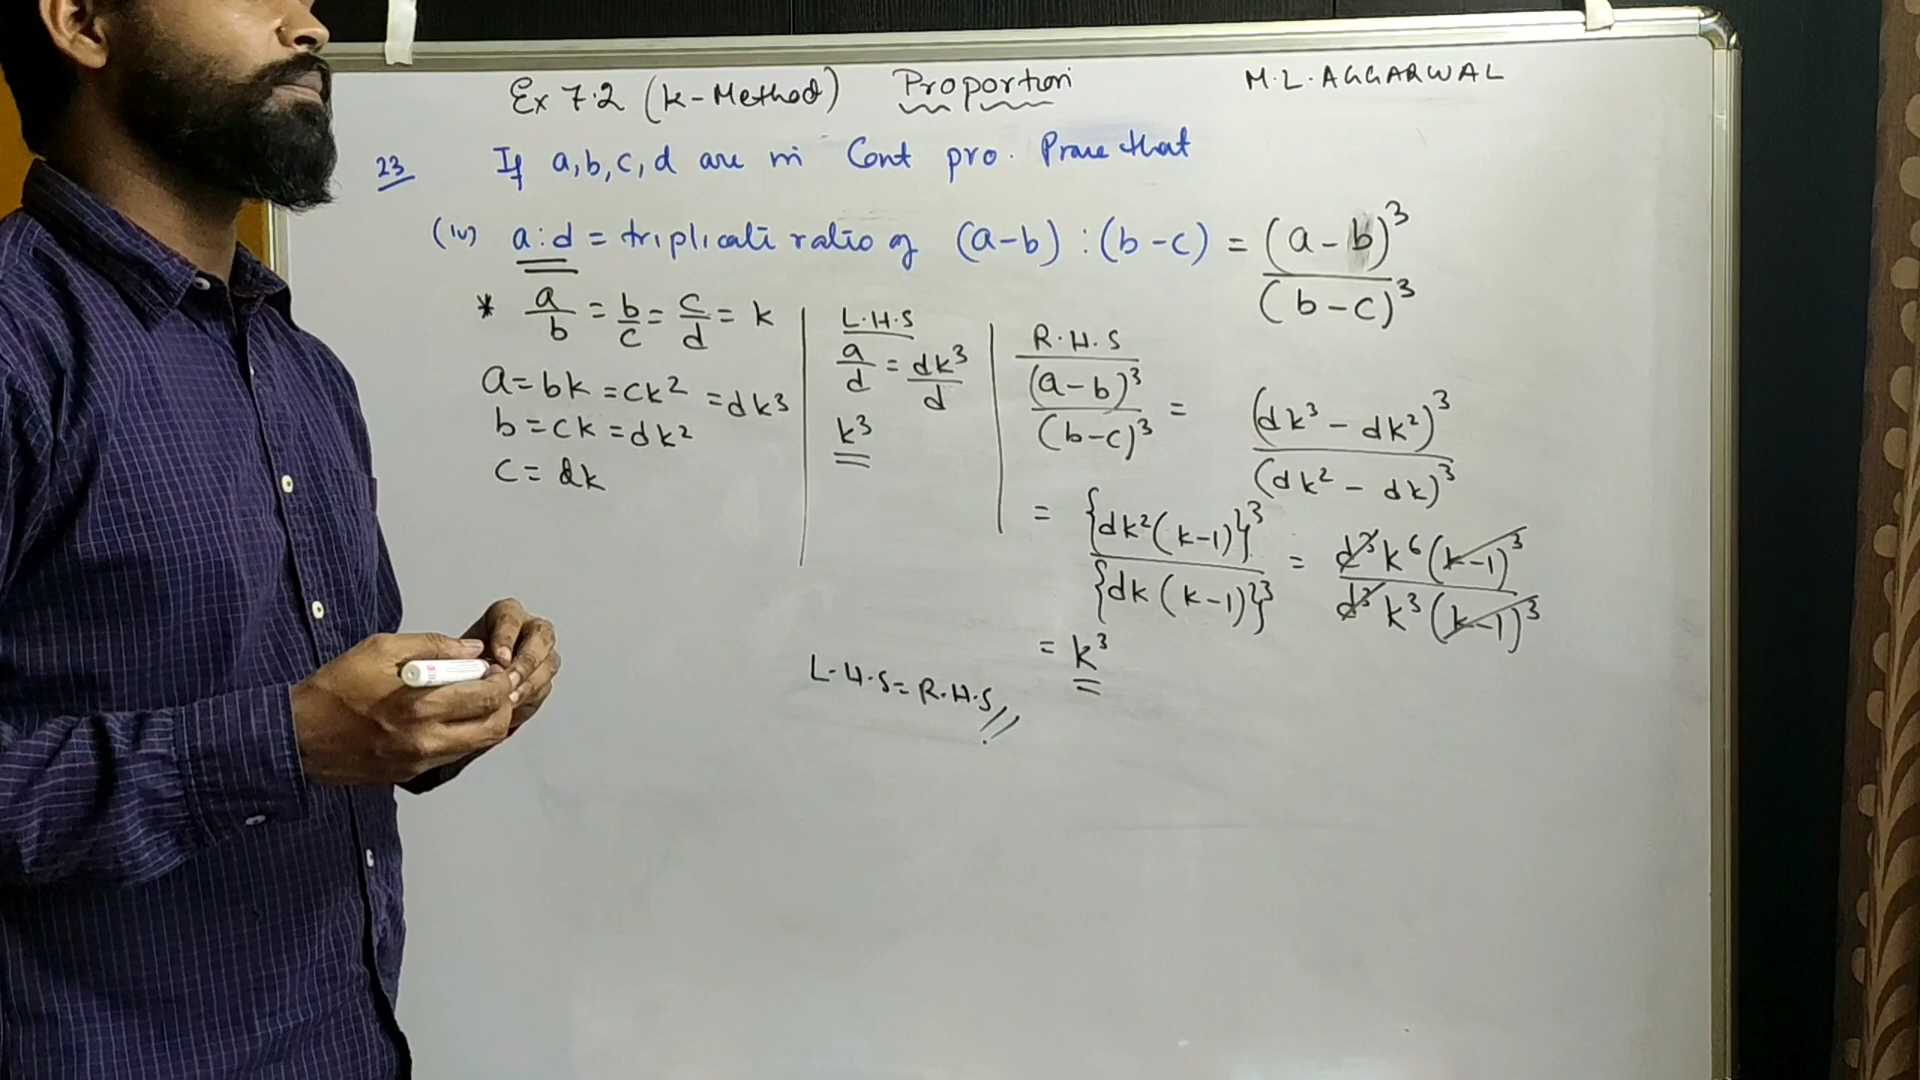 Ex 7.2 (k-Method) Proportion M.L. AGGARWAL
23 If a, b, c, d are in Cont pro. Prove that
(iv) a:d = triplicate ratio of (a-b) : (b-c) = (a-b)³/(b-c)³
* a/b = b/c = c/d = k
a = bk = ck² = dk³
b = ck = dk²
c = dk
L.H.S
a/d = dk³/d
k³
R.H.S
(a-b)³/(b-c)³ = (dk³ - dk²)³/(dk² - dk)³
= {dk²(k-1)}³/{dk(k-1)}³ = d³k⁶(k-1)³/d³k³(k-1)³
= k³
L.H.S = R.H.S